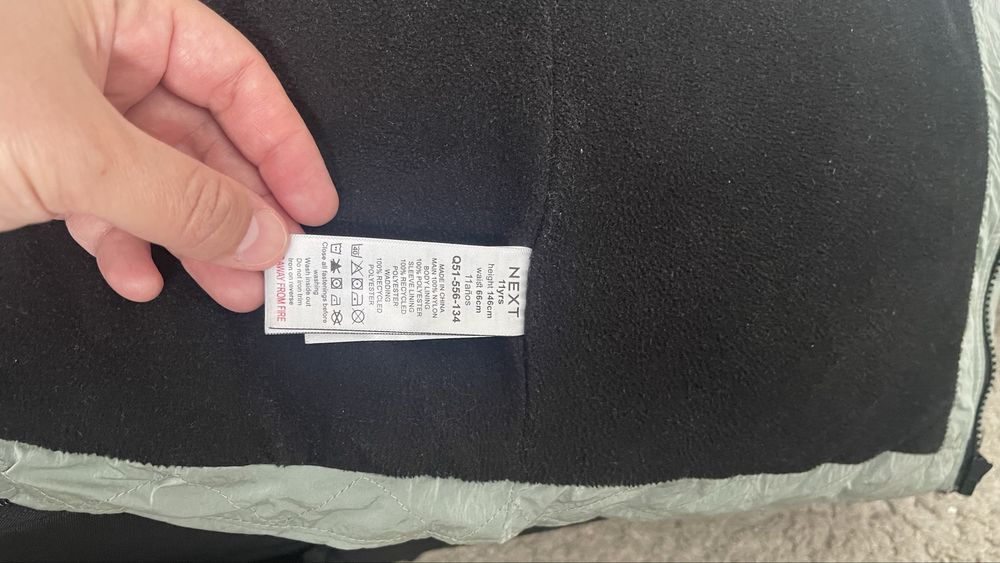 NEXT
11yrs
height 146cm
waist 66cm
11años
Q51-556-134
MADE IN CHINA
MAIN 100% NYLON
BODY LINING
100% POLYESTER
SLEEVE LINING
100% RECYCLED
POLYESTER
WADDING
100% RECYCLED
POLYESTER
40
Close all fastenings before
washing
Wash inside out
Do not iron trim
Iron on reverse
AWAY FROM FIRE